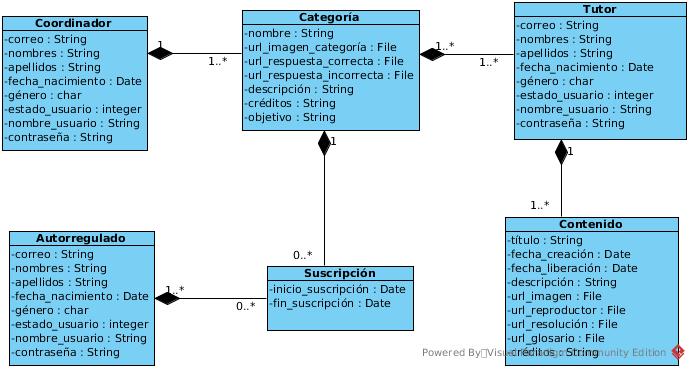 Coordinador
-correo : String
-nombres : String
-apellidos : String
-fecha_nacimiento : Date
-género : char
-estado_usuario : integer
-nombre_usuario : String
-contraseña : String
1
1..*
Categoría
-nombre : String
-url_imagen_categoría : File
-url_respuesta_correcta : File
-url_respuesta_incorrecta : File
-descripción : String
-créditos : String
-objetivo : String
1..*
1..*
Tutor
-correo : String
-nombres : String
-apellidos : String
-fecha_nacimiento : Date
-género : char
-estado_usuario : integer
-nombre_usuario : String
-contraseña : String
1
0..*
1
1..*
Autorregulado
-correo : String
-nombres : String
-apellidos : String
-fecha_nacimiento : Date
-género : char
-estado_usuario : integer
-nombre_usuario : String
-contraseña : String
1..*
0..*
Suscripción
-inicio_suscripción : Date
-fin_suscripción : Date
Contenido
-título : String
-fecha_creación : Date
-fecha_liberación : Date
-descripción : String
-url_imagen : File
-url_reproductor : File
-url_resolución : File
-url_glosario : File
-créditos : String
Powered By Visual Paradigm Community Edition